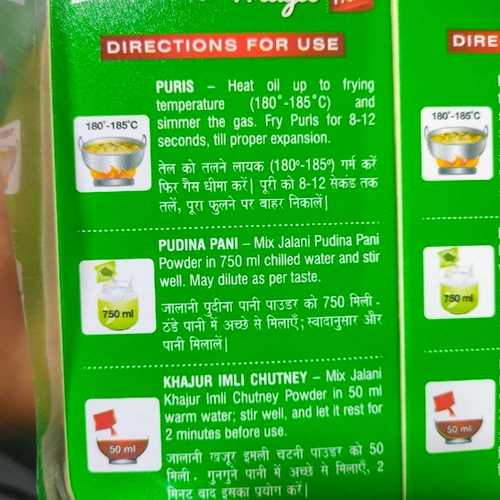 DIRECTIONS FOR USE
PURIS – Heat oil up to frying
temperature (180°-185°C) and
simmer the gas. Fry Puris for 8-12
seconds, till proper expansion.
180°-185°C
तेल को तलने लायक (180º-185º) गर्म करें
फिर गैस धीमा करें| पूरी को 8-12 सेकंड तक
तलें, पूरा फुलने पर बाहर निकालें|
PUDINA PANI – Mix Jalani Pudina Pani
Powder in 750 ml chilled water and stir
well. May dilute as per taste.
750 ml
जालानी पुदीना पानी पाउडर को 750 मिली.
ठंडे पानी में अच्छे से मिलाएँ; स्वादानुसार और
पानी मिलालें|
KHAJUR IMLI CHUTNEY – Mix Jalani
Khajur Imli Chutney Powder in 50 ml
warm water; stir well, and let it rest for
2 minutes before use.
50 ml
जालानी खजूर इमली चटनी पाउडर को 50
मिली. गुनगुने पानी में अच्छे से मिलाएँ, 2
मिनट बाद इसका प्रयोग करें|
DIRE
180°-185°C
750 ml
50 ml